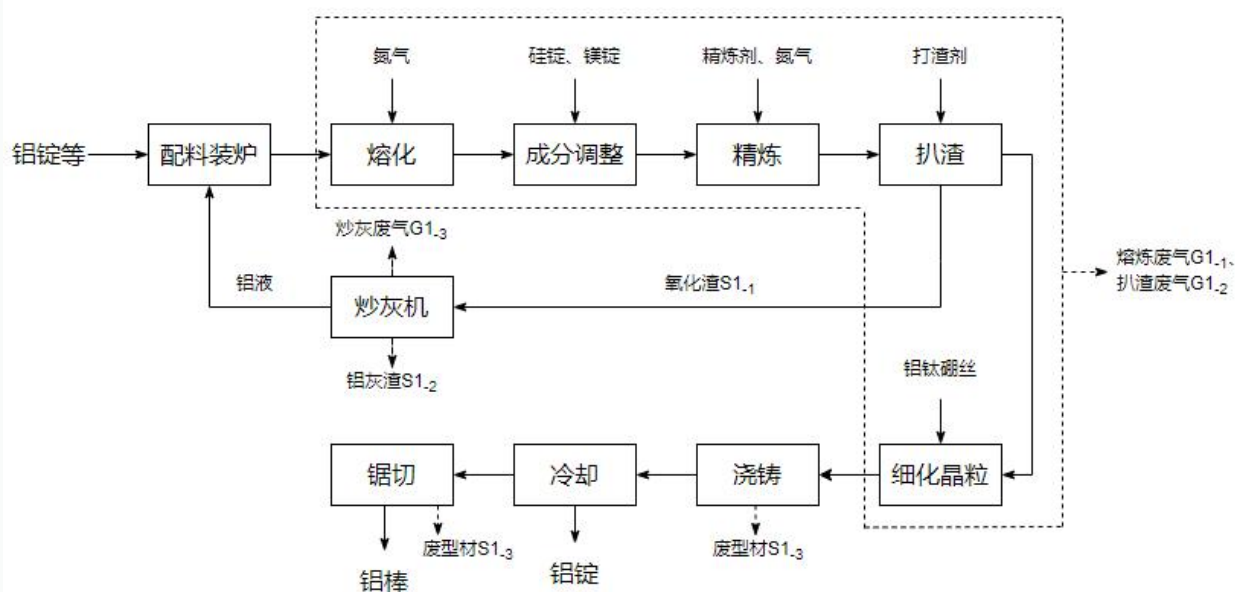 氮气
硅锭、镁锭
精炼剂、氮气
打渣剂
铝锭等
配料装炉
熔化
成分调整
精炼
扒渣
炒灰废气G1-3
熔炼废气G1-1、
扒渣废气G1-2
铝液
炒灰机
氧化渣S1-1
铝灰渣S1-2
铝钛硼丝
锯切
冷却
浇铸
细化晶粒
废型材S1-3
废型材S1-3
铝棒
铝锭